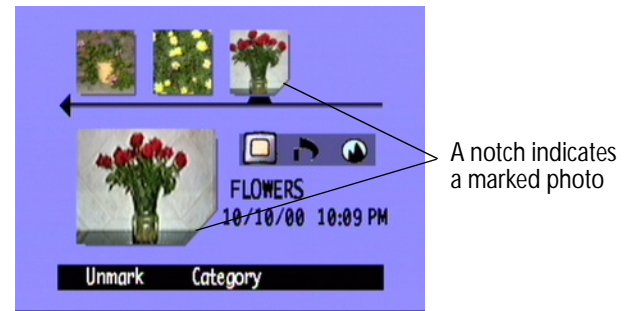 A notch indicates
a marked photo
FLOWERS
10/10/00 10:09 PM
Unmark Category